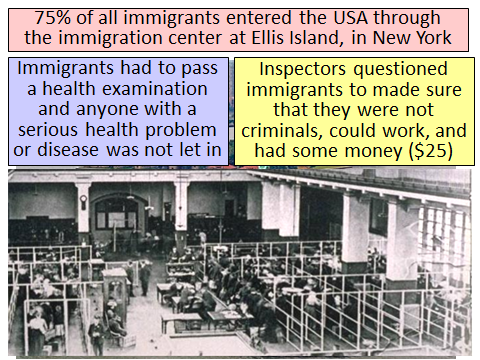 75% of all immigrants entered the USA through
the immigration center at Ellis Island, in New York
Immigrants had to pass
a health examination
and anyone with a
serious health problem
or disease was not let in
Inspectors questioned
immigrants to made sure
that they were not
criminals, could work, and
had some money ($25)